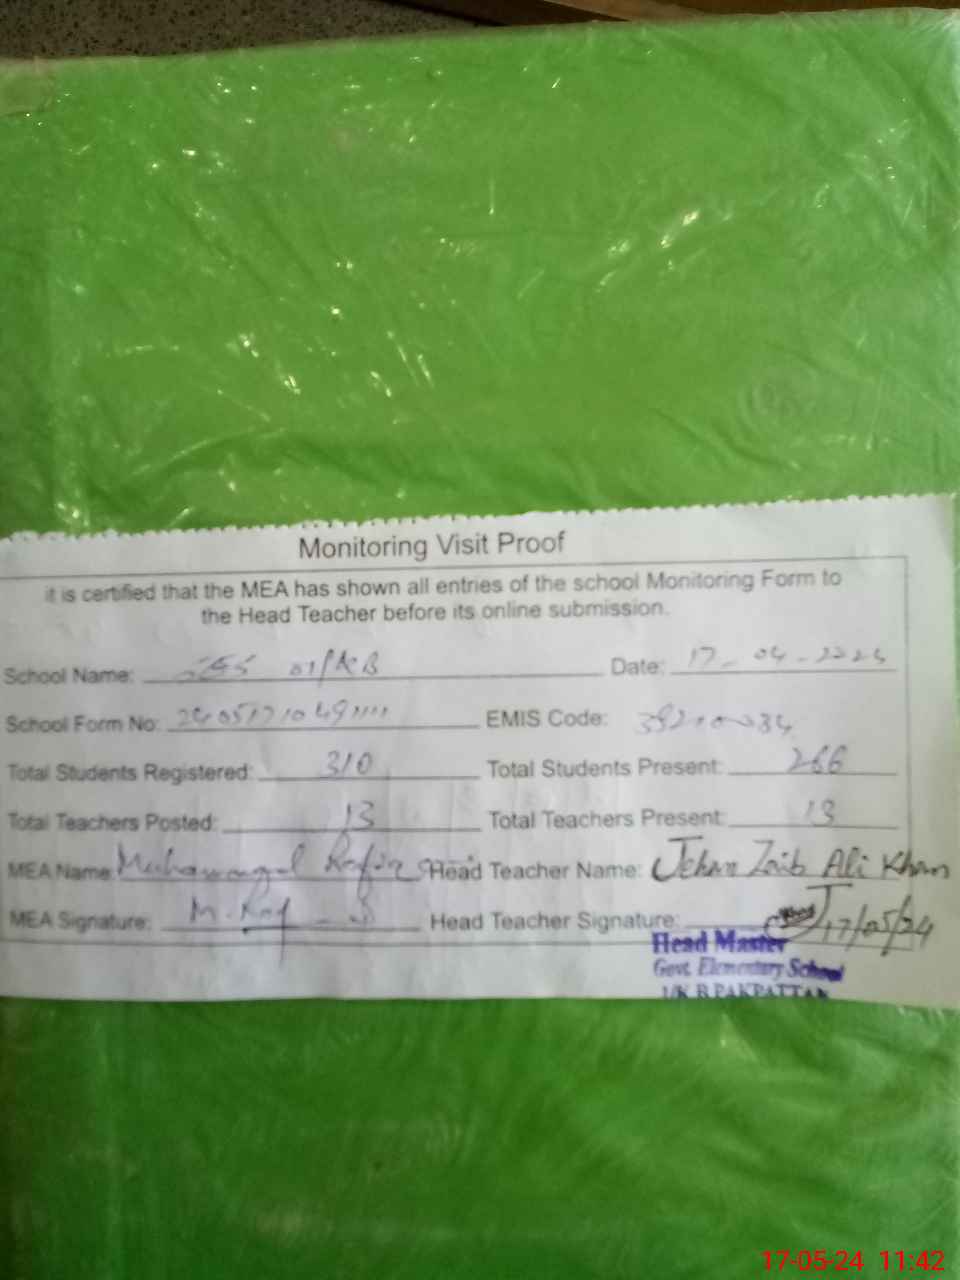 Monitoring Visit Proof
it is certified that the MEA has shown all entries of the school Monitoring Form to
the Head Teacher before its online submission.
School Name: 01/KB Date: 17-04-2024
School Form No: EMIS Code:
Total Students Registered: 310 Total Students Present: 266
Total Teachers Posted: 13 Total Teachers Present: 13
MEA Name: Muhammad Rafiq Head Teacher Name: Jehan Zaib Ali Khan
MEA Signature: Head Teacher Signature: 17/05/24
Head Master
Govt. Elementary School
1/K B PAKPATTAN
17-05-24 11:42